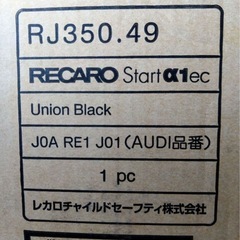 RJ350.49
RECARO Start α1ec
Union Black
J0A RE1 J01(AUDI品番)
1 pc
レカロチャイルドセーフティ株式会社